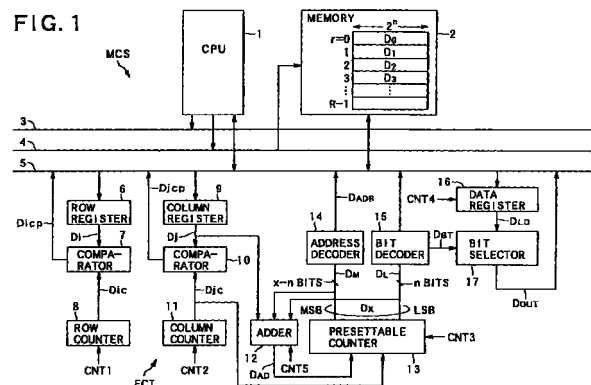 FIG. 1
MCS
CPU
1
MEMORY
2
2ⁿ
r=0 D0
1 D1
2 D2
3 D3
⋮ ⋮
R-1
3
4
5
6
ROW REGISTER
Dicp
Di
COMPA-RATOR
7
Dic
8
ROW COUNTER
CNT1
9
COLUMN REGISTER
Djcp
Dj
COMPA-RATOR
10
Djc
11
COLUMN COUNTER
CNT2
ECT
DADR
14
ADDRESS DECODER
15
BIT DECODER
DBT
16
DATA REGISTER
CNT4
DLD
BIT SELECTOR
17
DOUT
x-n BITS
DM
DL
n BITS
MSB
DX
LSB
ADDER
12
DAD
CNT5
PRESETTABLE COUNTER
13
CNT3